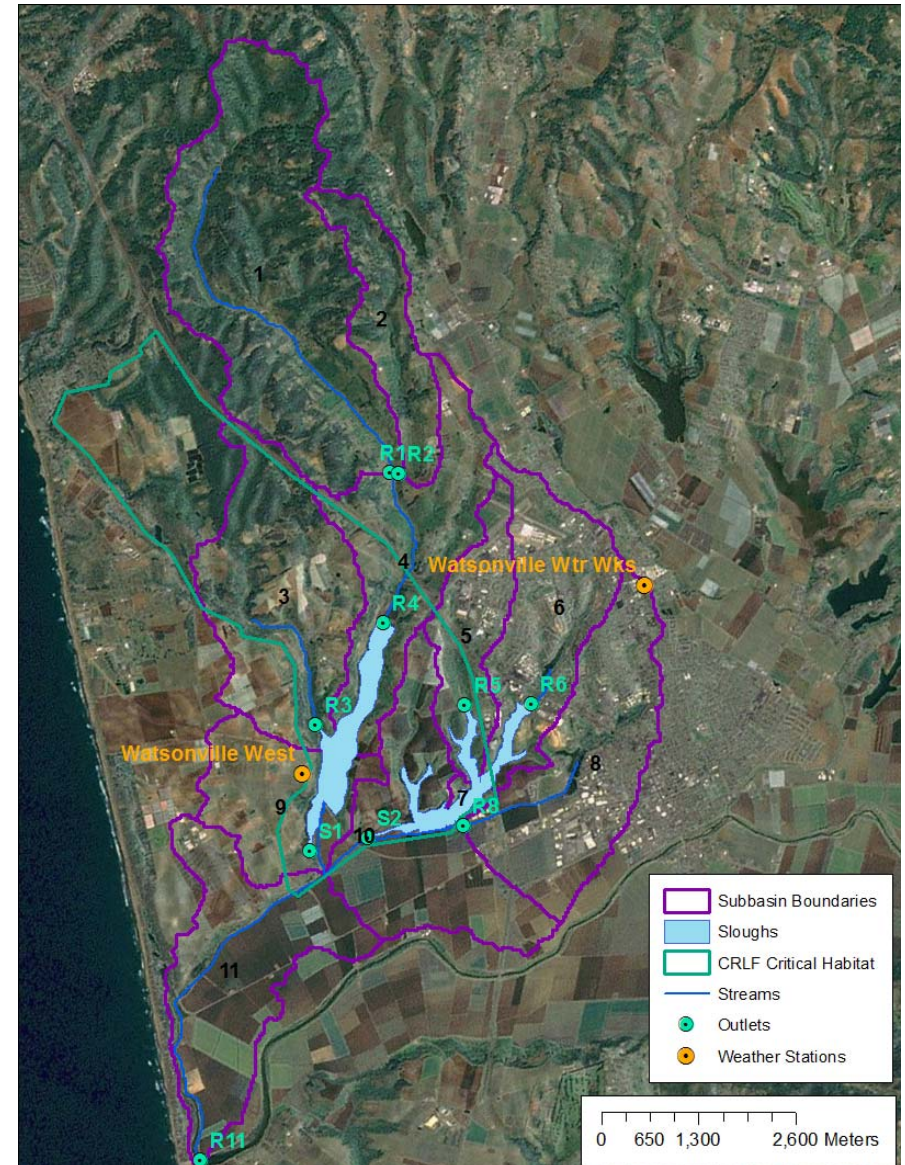 1
2
R1 R2
4
Watsonville Wtr Wks
3
R4
6
5
R5
R6
R3
Watsonville West
8
9
7
R8
S1
10
S2
11
R11
Subbasin Boundaries
Sloughs
CRLF Critical Habitat
Streams
Outlets
Weather Stations
0 650 1,300 2,600 Meters